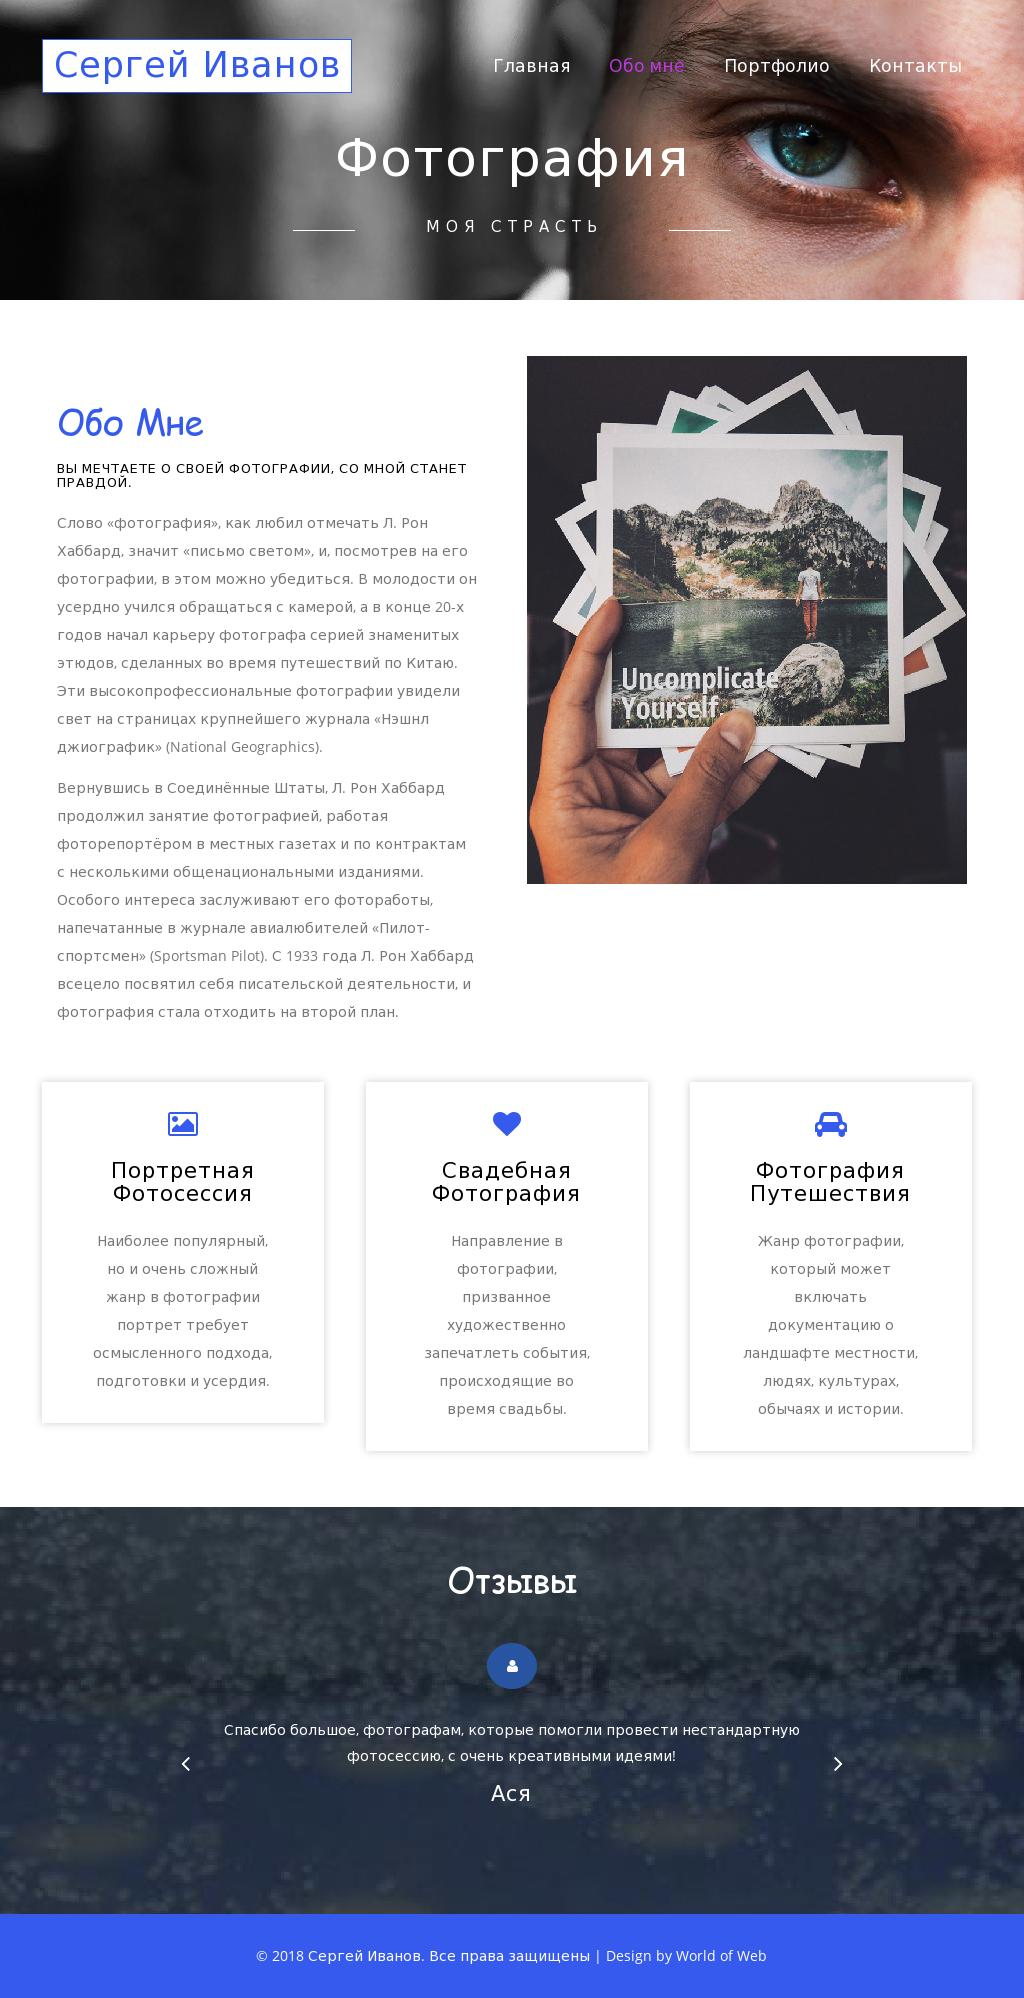 Сергей Иванов
Главная Обо мне Портфолио Контакты
Фотография
МОЯ СТРАСТЬ
Обо Мне
ВЫ МЕЧТАЕТЕ О СВОЕЙ ФОТОГРАФИИ, СО МНОЙ СТАНЕТ
ПРАВДОЙ.
Слово «фотография», как любил отмечать Л. Рон
Хаббард, значит «письмо светом», и, посмотрев на его
фотографии, в этом можно убедиться. В молодости он
усердно учился обращаться с камерой, а в конце 20-х
годов начал карьеру фотографа серией знаменитых
этюдов, сделанных во время путешествий по Китаю.
Эти высокопрофессиональные фотографии увидели
свет на страницах крупнейшего журнала «Нэшнл
джиографик» (National Geographics).
Вернувшись в Соединённые Штаты, Л. Рон Хаббард
продолжил занятие фотографией, работая
фоторепортёром в местных газетах и по контрактам
с несколькими общенациональными изданиями.
Особого интереса заслуживают его фотоработы,
напечатанные в журнале авиалюбителей «Пилот-
спортсмен» (Sportsman Pilot). С 1933 года Л. Рон Хаббард
всецело посвятил себя писательской деятельности, и
фотография стала отходить на второй план.
Uncomplicate
Yourself.
Портретная
Фотосессия
Наиболее популярный,
но и очень сложный
жанр в фотографии
портрет требует
осмысленного подхода,
подготовки и усердия.
Свадебная
Фотография
Направление в
фотографии,
призванное
художественно
запечатлеть события,
происходящие во
время свадьбы.
Фотография
Путешествия
Жанр фотографии,
который может
включать
документацию о
ландшафте местности,
людях, культурах,
обычаях и истории.
Отзывы
Спасибо большое, фотографам, которые помогли провести нестандартную
фотосессию, с очень креативными идеями!
Ася
© 2018 Сергей Иванов. Все права защищены | Design by World of Web